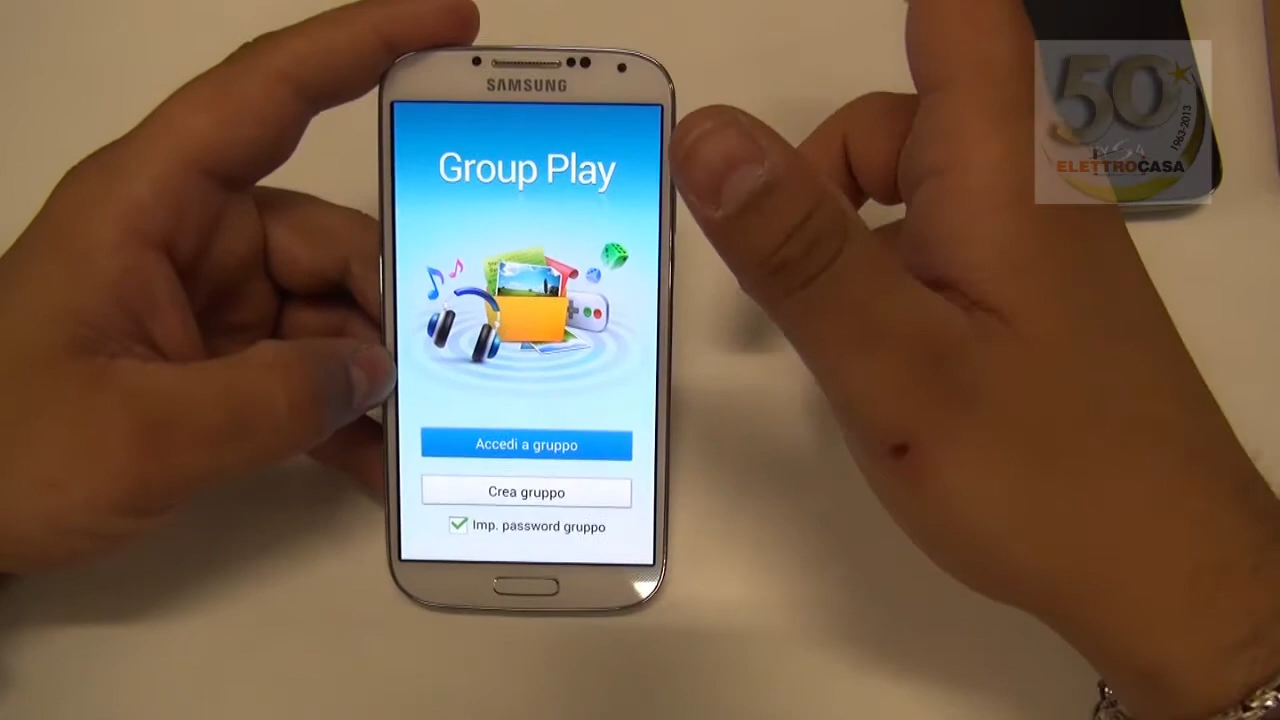 SAMSUNG
Group Play
Accedi a gruppo
Crea gruppo
Imp. password gruppo
50
1963-2013
ELETTROCASA